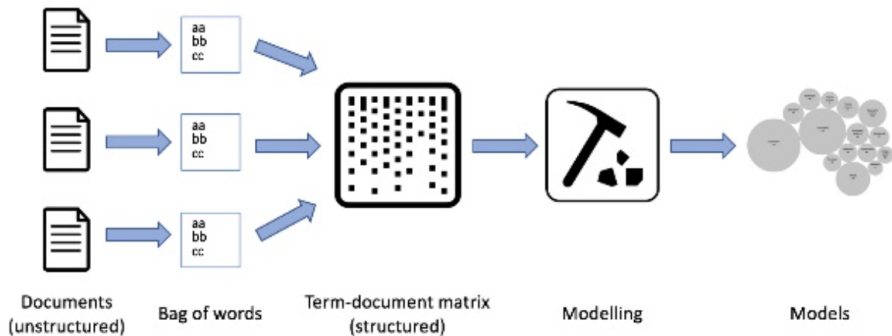 aa
bb
cc
aa
bb
cc
aa
bb
cc
Documents
(unstructured)
Bag of words
Term-document matrix
(structured)
Modelling
Models